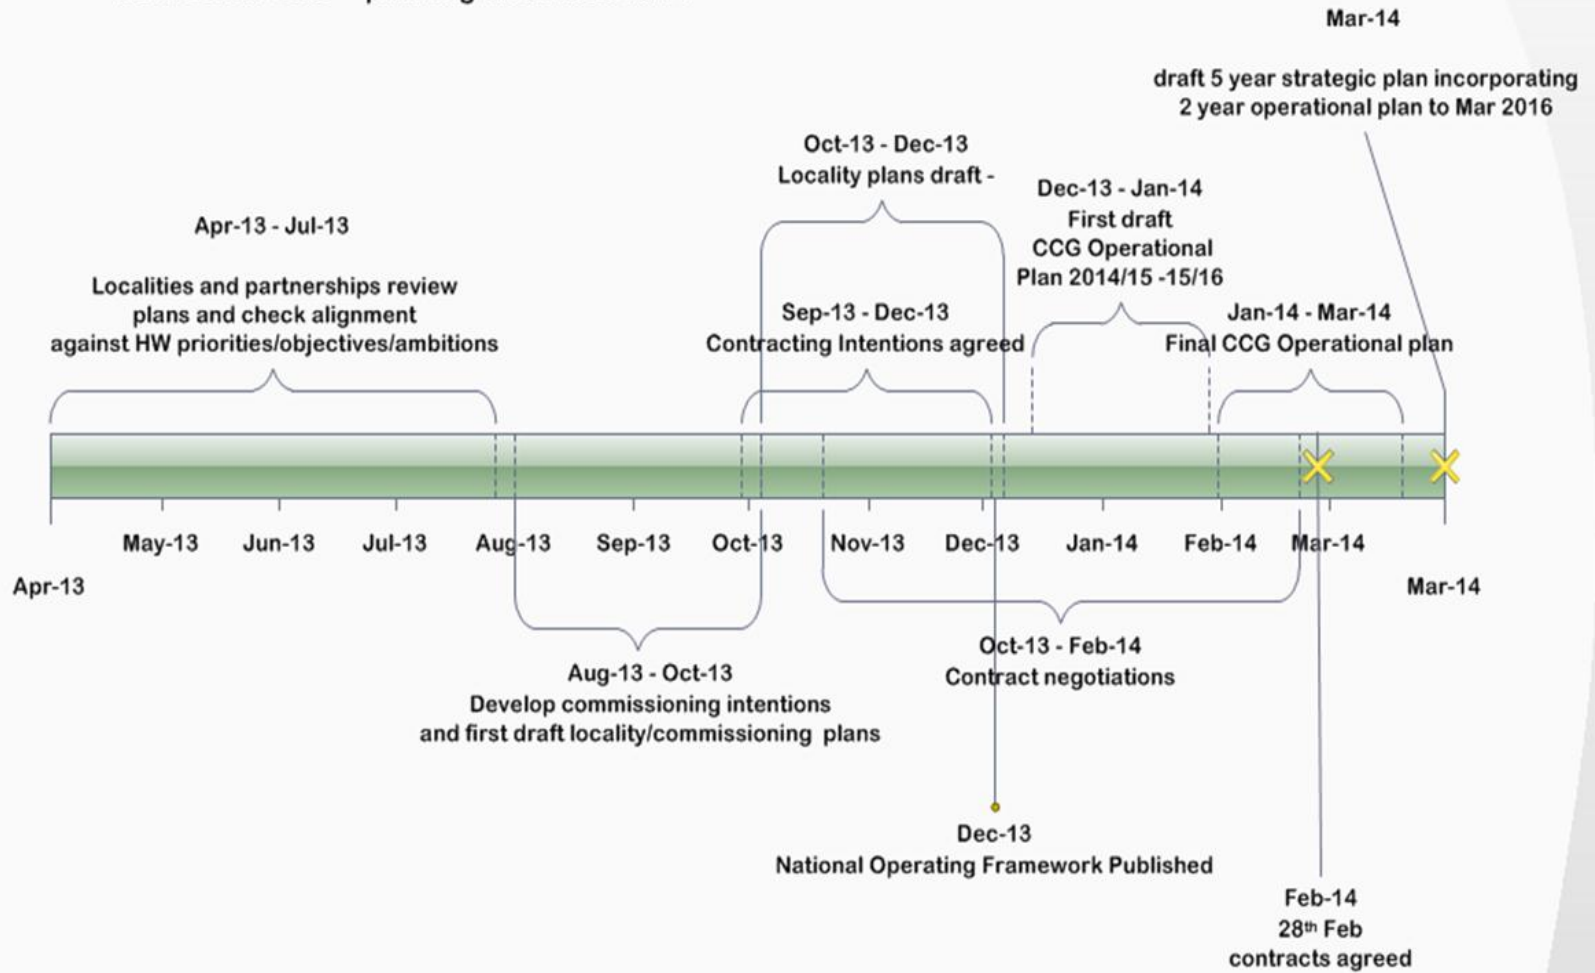 Mar-14
draft 5 year strategic plan incorporating
2 year operational plan to Mar 2016
Oct-13 - Dec-13
Locality plans draft -
Dec-13 - Jan-14
First draft
CCG Operational
Plan 2014/15 -15/16
Apr-13 - Jul-13
Localities and partnerships review
plans and check alignment
against HW priorities/objectives/ambitions
Sep-13 - Dec-13
Contracting Intentions agreed
Jan-14 - Mar-14
Final CCG Operational plan
May-13
Jun-13
Jul-13
Aug-13
Sep-13
Oct-13
Nov-13
Dec-13
Jan-14
Feb-14
Mar-14
Apr-13
Mar-14
Oct-13 - Feb-14
Contract negotiations
Aug-13 - Oct-13
Develop commissioning intentions
and first draft locality/commissioning plans
Dec-13
National Operating Framework Published
Feb-14
28th Feb
contracts agreed